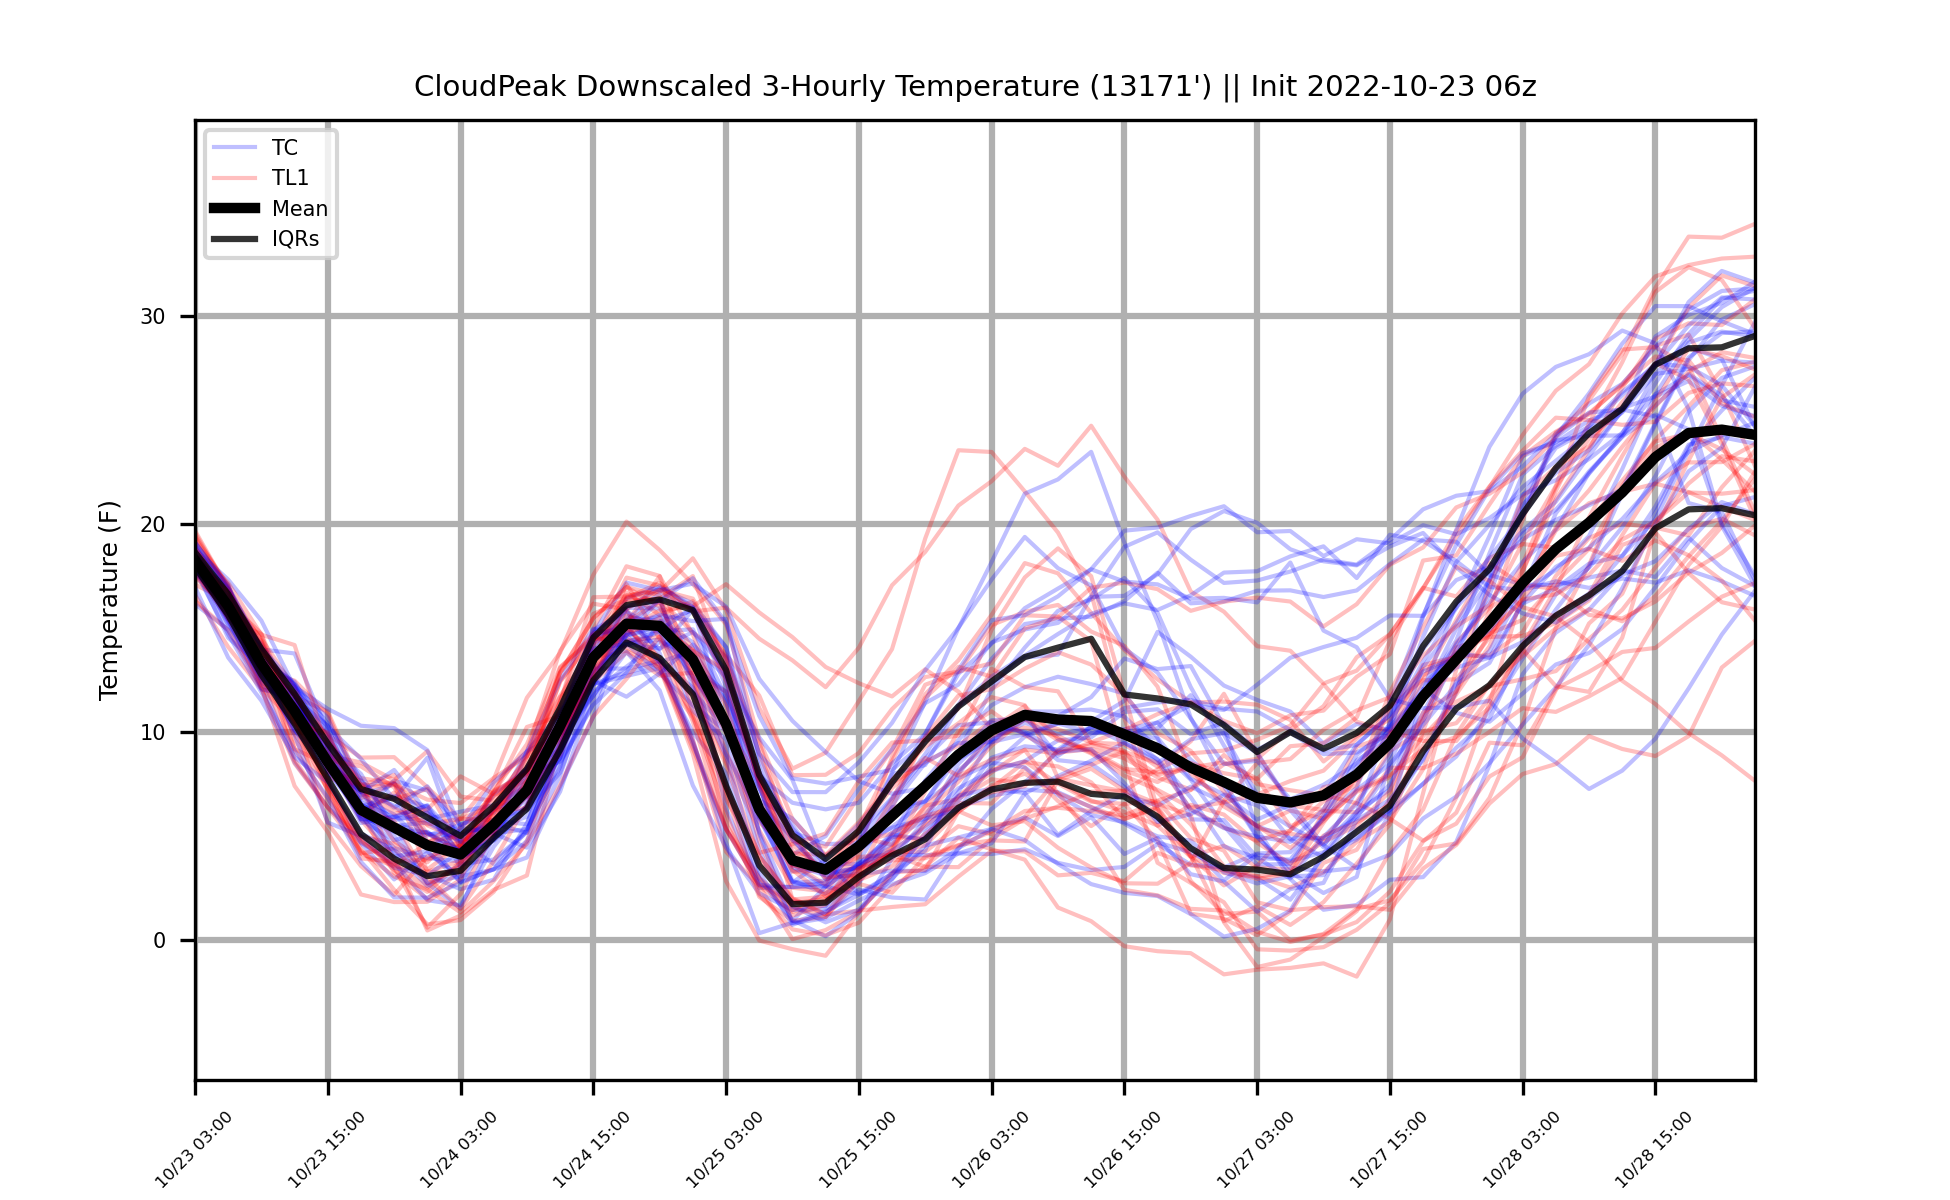 CloudPeak Downscaled 3-Hourly Temperature (13171') || Init 2022-10-23 06z
TC
TL1
Mean
IQRs
Temperature (F)
30
20
10
0
10/23 03:00
10/23 15:00
10/24 03:00
10/24 15:00
10/25 03:00
10/25 15:00
10/26 03:00
10/26 15:00
10/27 03:00
10/27 15:00
10/28 03:00
10/28 15:00